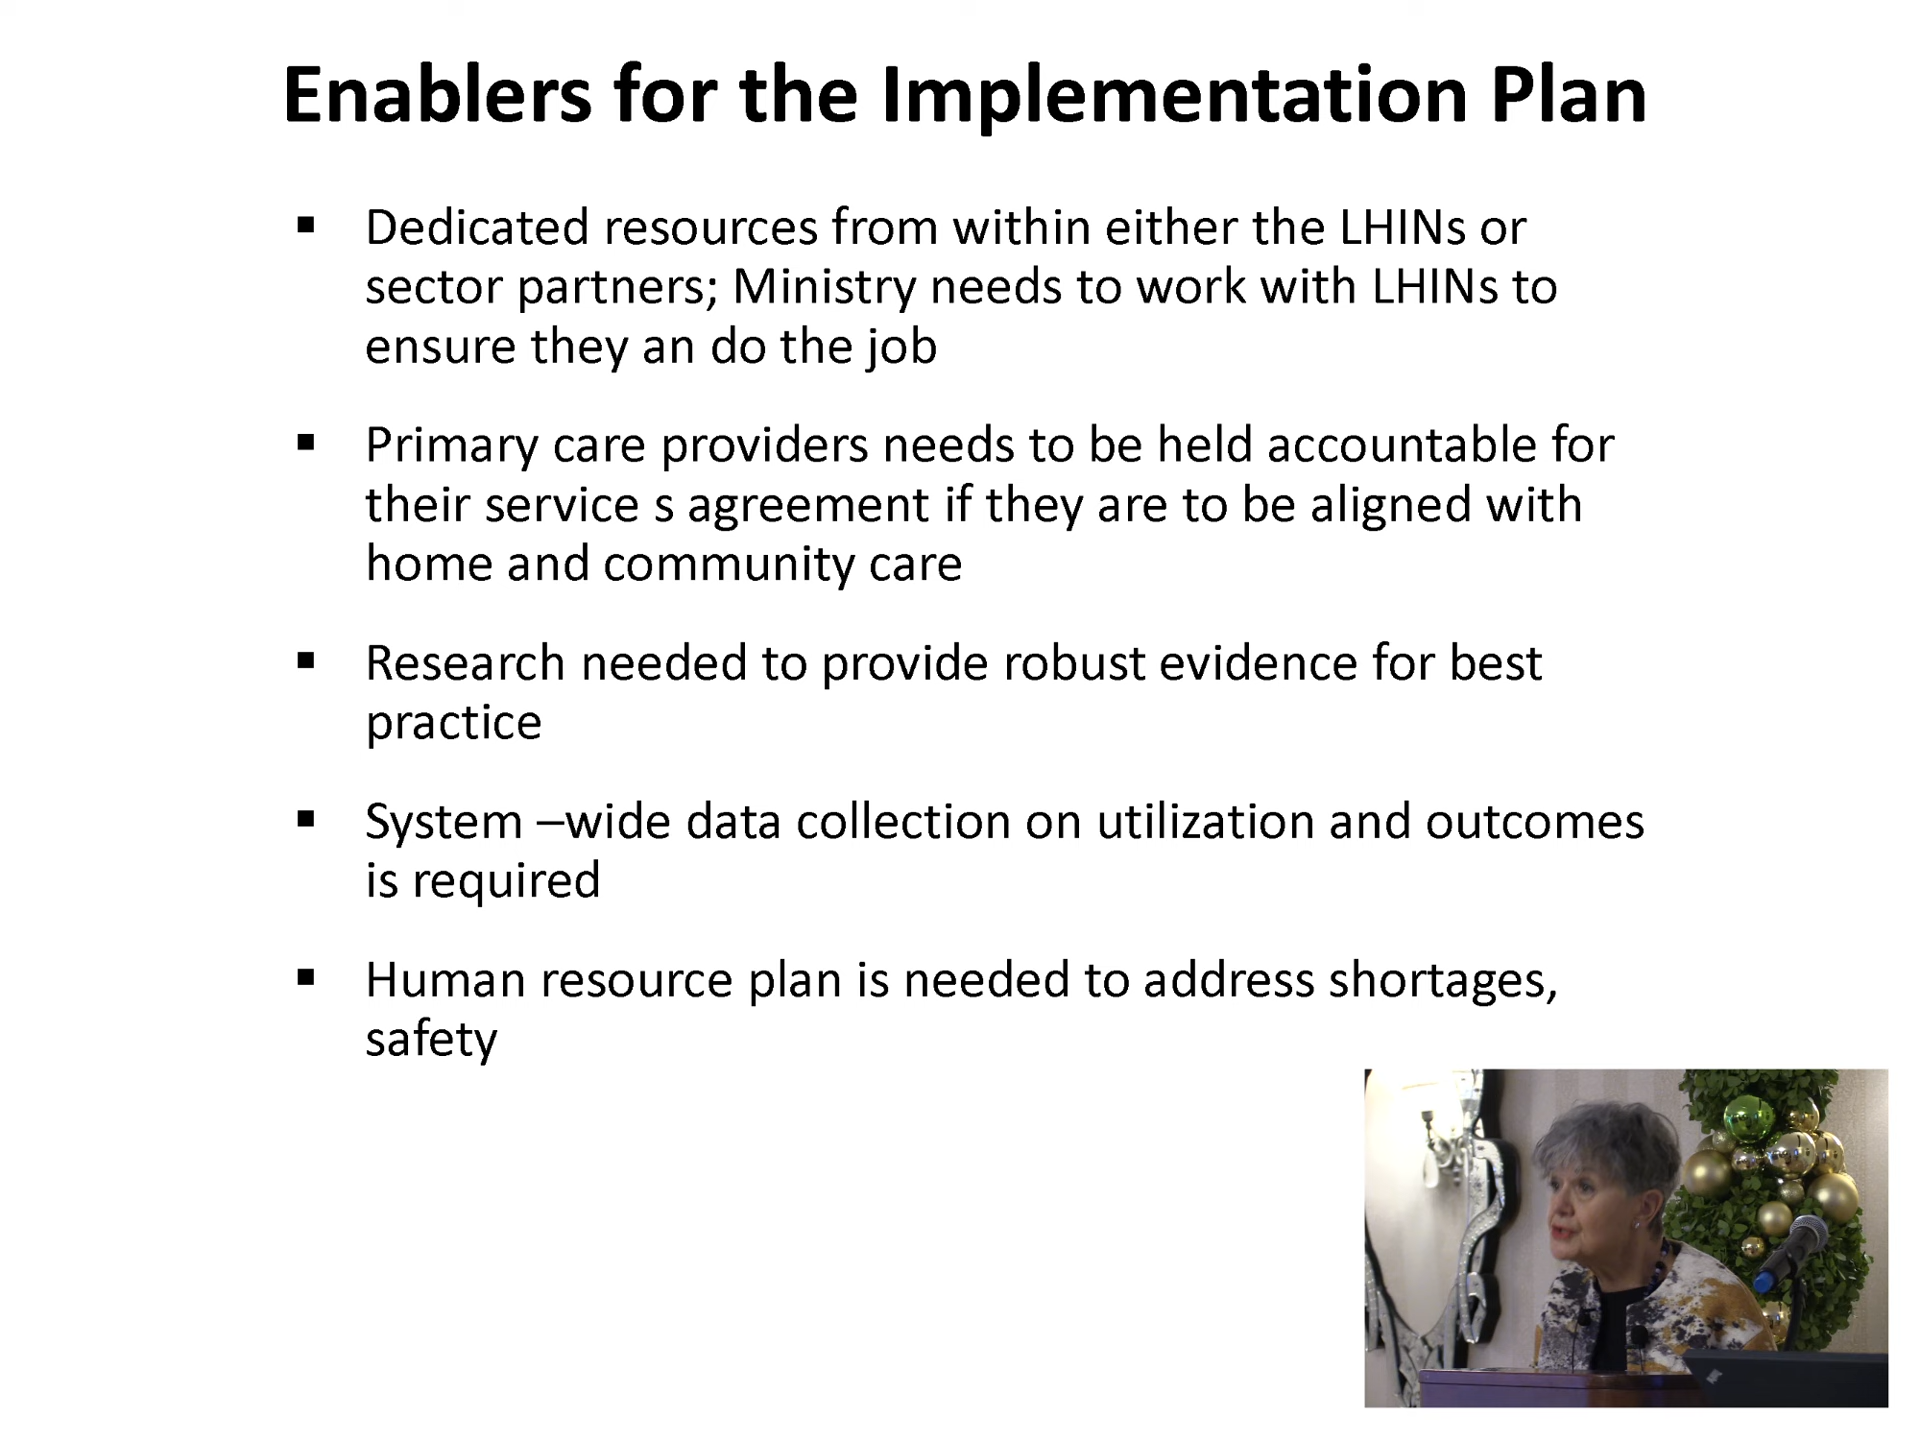 Enablers for the Implementation Plan
▪ Dedicated resources from within either the LHINs or
sector partners; Ministry needs to work with LHINs to
ensure they an do the job
▪ Primary care providers needs to be held accountable for
their service s agreement if they are to be aligned with
home and community care
▪ Research needed to provide robust evidence for best
practice
▪ System –wide data collection on utilization and outcomes
is required
▪ Human resource plan is needed to address shortages,
safety